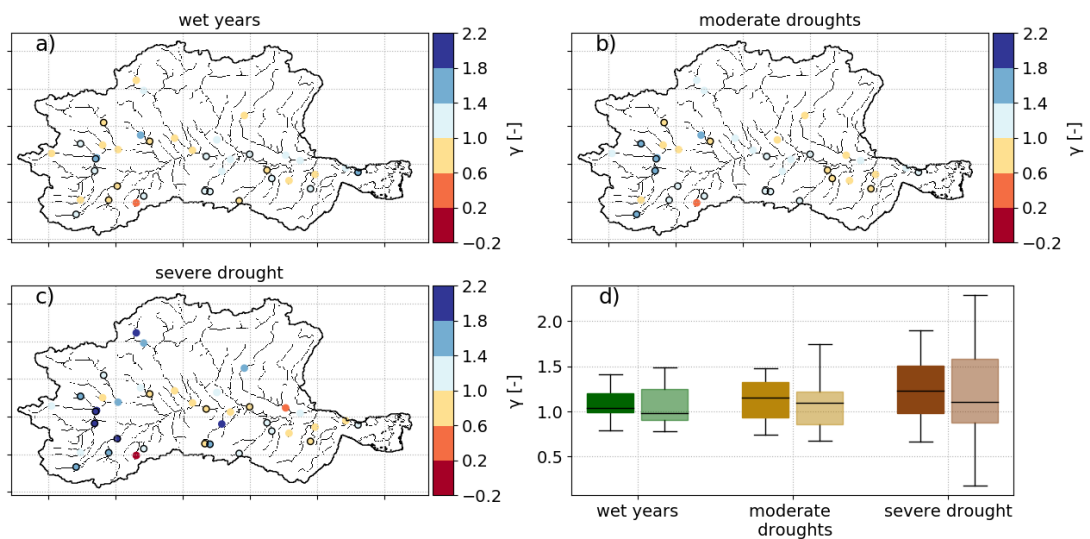 wet years
a)
2.2
1.8
1.4
1.0
0.6
0.2
−0.2
γ [-]
moderate droughts
b)
2.2
1.8
1.4
1.0
0.6
0.2
−0.2
γ [-]
severe drought
c)
2.2
1.8
1.4
1.0
0.6
0.2
−0.2
γ [-]
d)
γ [-]
2.0
1.5
1.0
0.5
wet years
moderate
droughts
severe drought